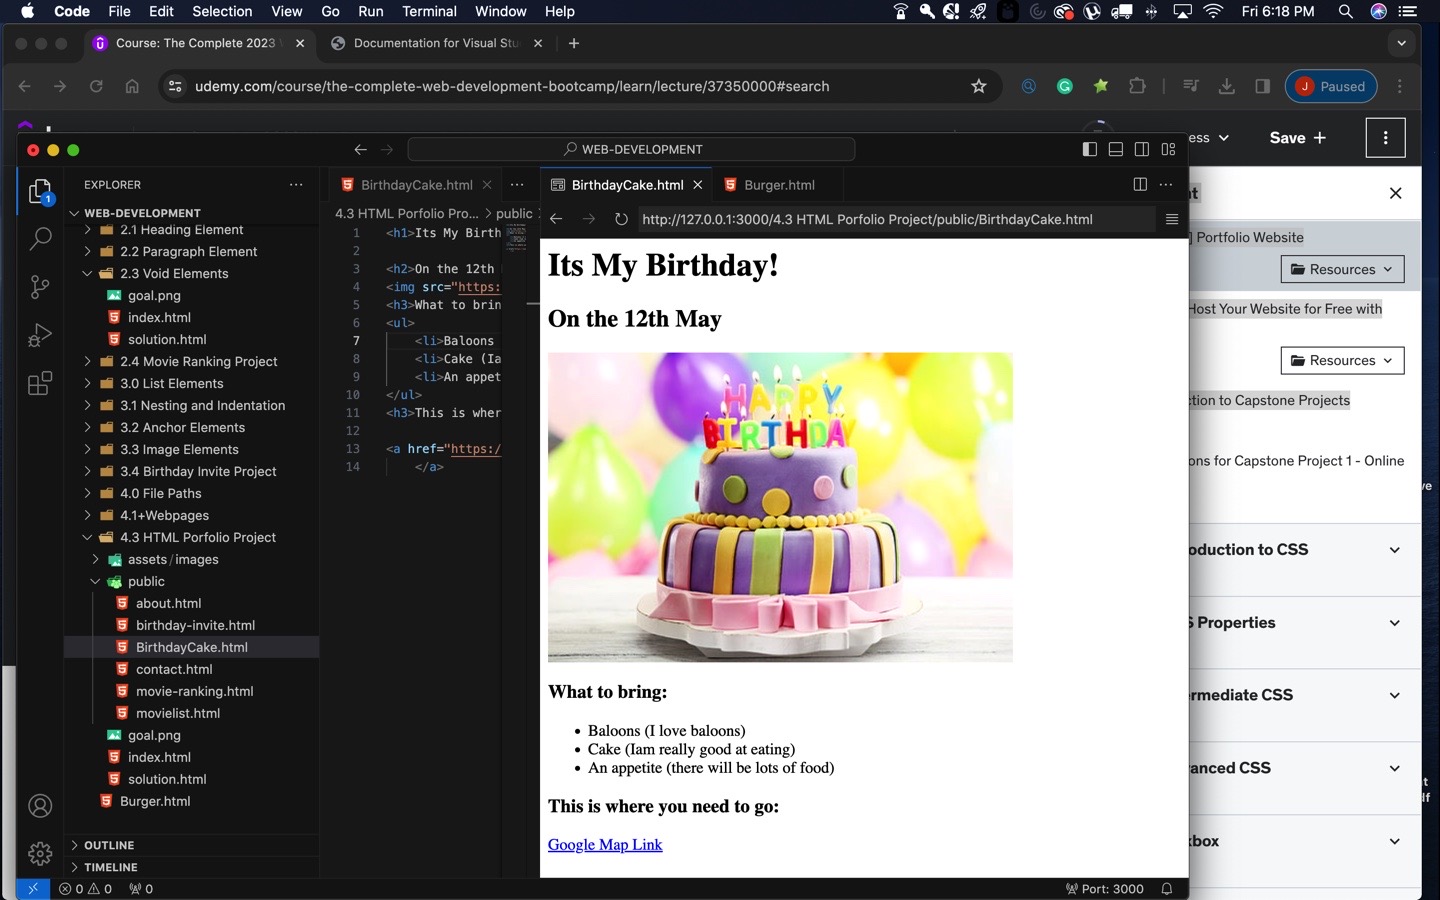 Code File Edit Selection View Go Run Terminal Window Help Fri 6:18 PM
Course: The Complete 2023
Documentation for Visual Stu
udemy.com/course/the-complete-web-development-bootcamp/learn/lecture/37350000#search
J Paused
ess
Save +
WEB-DEVELOPMENT
1
EXPLORER
WEB-DEVELOPMENT
2.1 Heading Element
2.2 Paragraph Element
2.3 Void Elements
goal.png
index.html
solution.html
2.4 Movie Ranking Project
3.0 List Elements
3.1 Nesting and Indentation
3.2 Anchor Elements
3.3 Image Elements
3.4 Birthday Invite Project
4.0 File Paths
4.1+Webpages
4.3 HTML Porfolio Project
assets/images
public
about.html
birthday-invite.html
BirthdayCake.html
contact.html
movie-ranking.html
movielist.html
goal.png
index.html
solution.html
Burger.html
OUTLINE
TIMELINE
BirthdayCake.html
4.3 HTML Porfolio Pro... > public
1 <h1>Its My Birth
2
3 <h2>On the 12th
4 <img src="https:
5 <h3>What to brin
6 <ul>
7 <li>Baloons
8 <li>Cake (Ia
9 <li>An appet
10 </ul>
11 <h3>This is wher
12
13 <a href="https:/
14 </a>
BirthdayCake.html
Burger.html
http://127.0.0.1:3000/4.3 HTML Porfolio Project/public/BirthdayCake.html
Its My Birthday!
On the 12th May
HAPPY
BIRTHDAY
What to bring:
Baloons (I love baloons)
Cake (Iam really good at eating)
An appetite (there will be lots of food)
This is where you need to go:
Google Map Link
nt
] Portfolio Website
Resources
Host Your Website for Free with
Resources
ction to Capstone Projects
ons for Capstone Project 1 - Online
ve
oduction to CSS
S Properties
ermediate CSS
anced CSS
xbox
t
lf
0 0 0
Port: 3000